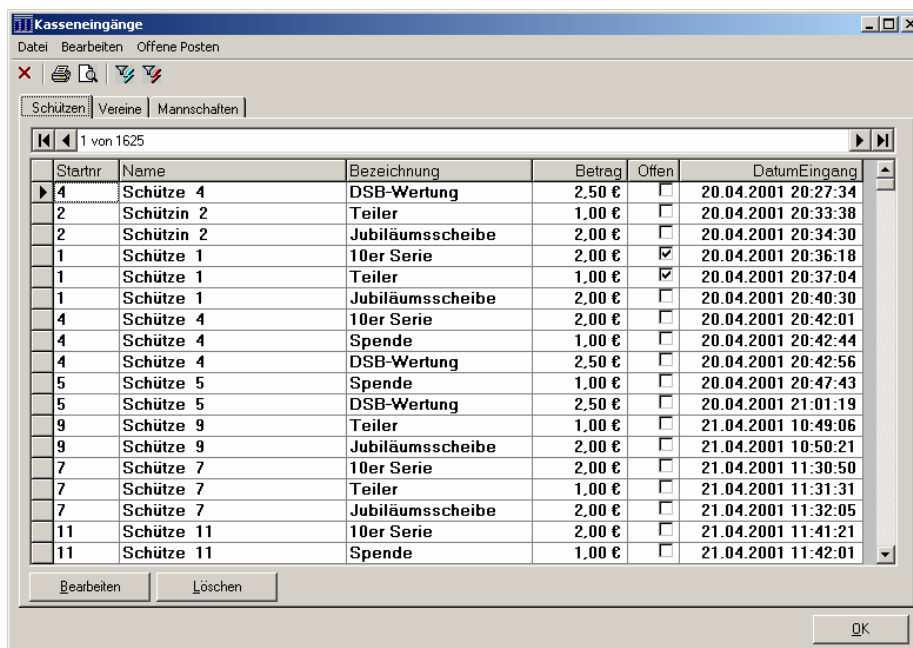 Kasseneingänge
Datei Bearbeiten Offene Posten
Schützen Vereine Mannschaften
1 von 1625
Startnr Name Bezeichnung Betrag Offen DatumEingang
4 Schütze 4 DSB-Wertung 2,50 € 20.04.2001 20:27:34
2 Schützin 2 Teiler 1,00 € 20.04.2001 20:33:38
2 Schützin 2 Jubiläumsscheibe 2,00 € 20.04.2001 20:34:30
1 Schütze 1 10er Serie 2,00 € 20.04.2001 20:36:18
1 Schütze 1 Teiler 1,00 € 20.04.2001 20:37:04
1 Schütze 1 Jubiläumsscheibe 2,00 € 20.04.2001 20:40:30
4 Schütze 4 10er Serie 2,00 € 20.04.2001 20:42:01
4 Schütze 4 Spende 1,00 € 20.04.2001 20:42:44
4 Schütze 4 DSB-Wertung 2,50 € 20.04.2001 20:42:56
5 Schütze 5 Spende 1,00 € 20.04.2001 20:47:43
5 Schütze 5 DSB-Wertung 2,50 € 20.04.2001 21:01:19
9 Schütze 9 Teiler 1,00 € 21.04.2001 10:49:06
9 Schütze 9 Jubiläumsscheibe 2,00 € 21.04.2001 10:50:21
7 Schütze 7 10er Serie 2,00 € 21.04.2001 11:30:50
7 Schütze 7 Teiler 1,00 € 21.04.2001 11:31:31
7 Schütze 7 Jubiläumsscheibe 2,00 € 21.04.2001 11:32:05
11 Schütze 11 10er Serie 2,00 € 21.04.2001 11:41:21
11 Schütze 11 Spende 1,00 € 21.04.2001 11:42:01
Bearbeiten Löschen
OK